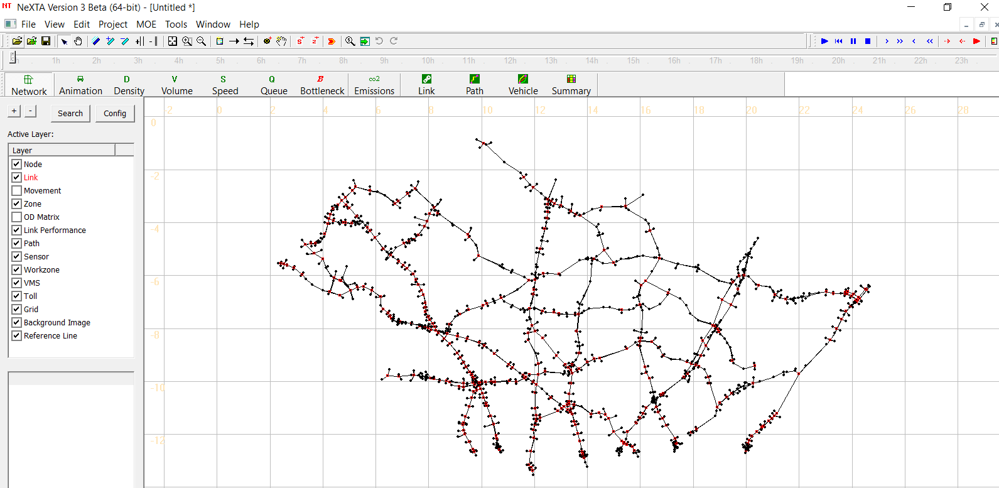 NT NeXTA Version 3 Beta (64-bit) - [Untitled *]
File View Edit Project MOE Tools Window Help
1h 2h 3h 4h 5h 6h 7h 8h 9h 10h 11h 12h 13h 14h 15h 16h 17h 18h 19h 20h 21h 22h 23h
D V S Q B co2
Network Animation Density Volume Speed Queue Bottleneck Emissions Link Path Vehicle Summary
+ - Search Config
-2 0 2 4 6 8 10 12 14 16 18 20 22 24 26 28
0
-2
-4
-6
-8
-10
-12
Active Layer:
Layer
Node
Link
Movement
Zone
OD Matrix
Link Performance
Path
Sensor
Workzone
VMS
Toll
Grid
Background Image
Reference Line